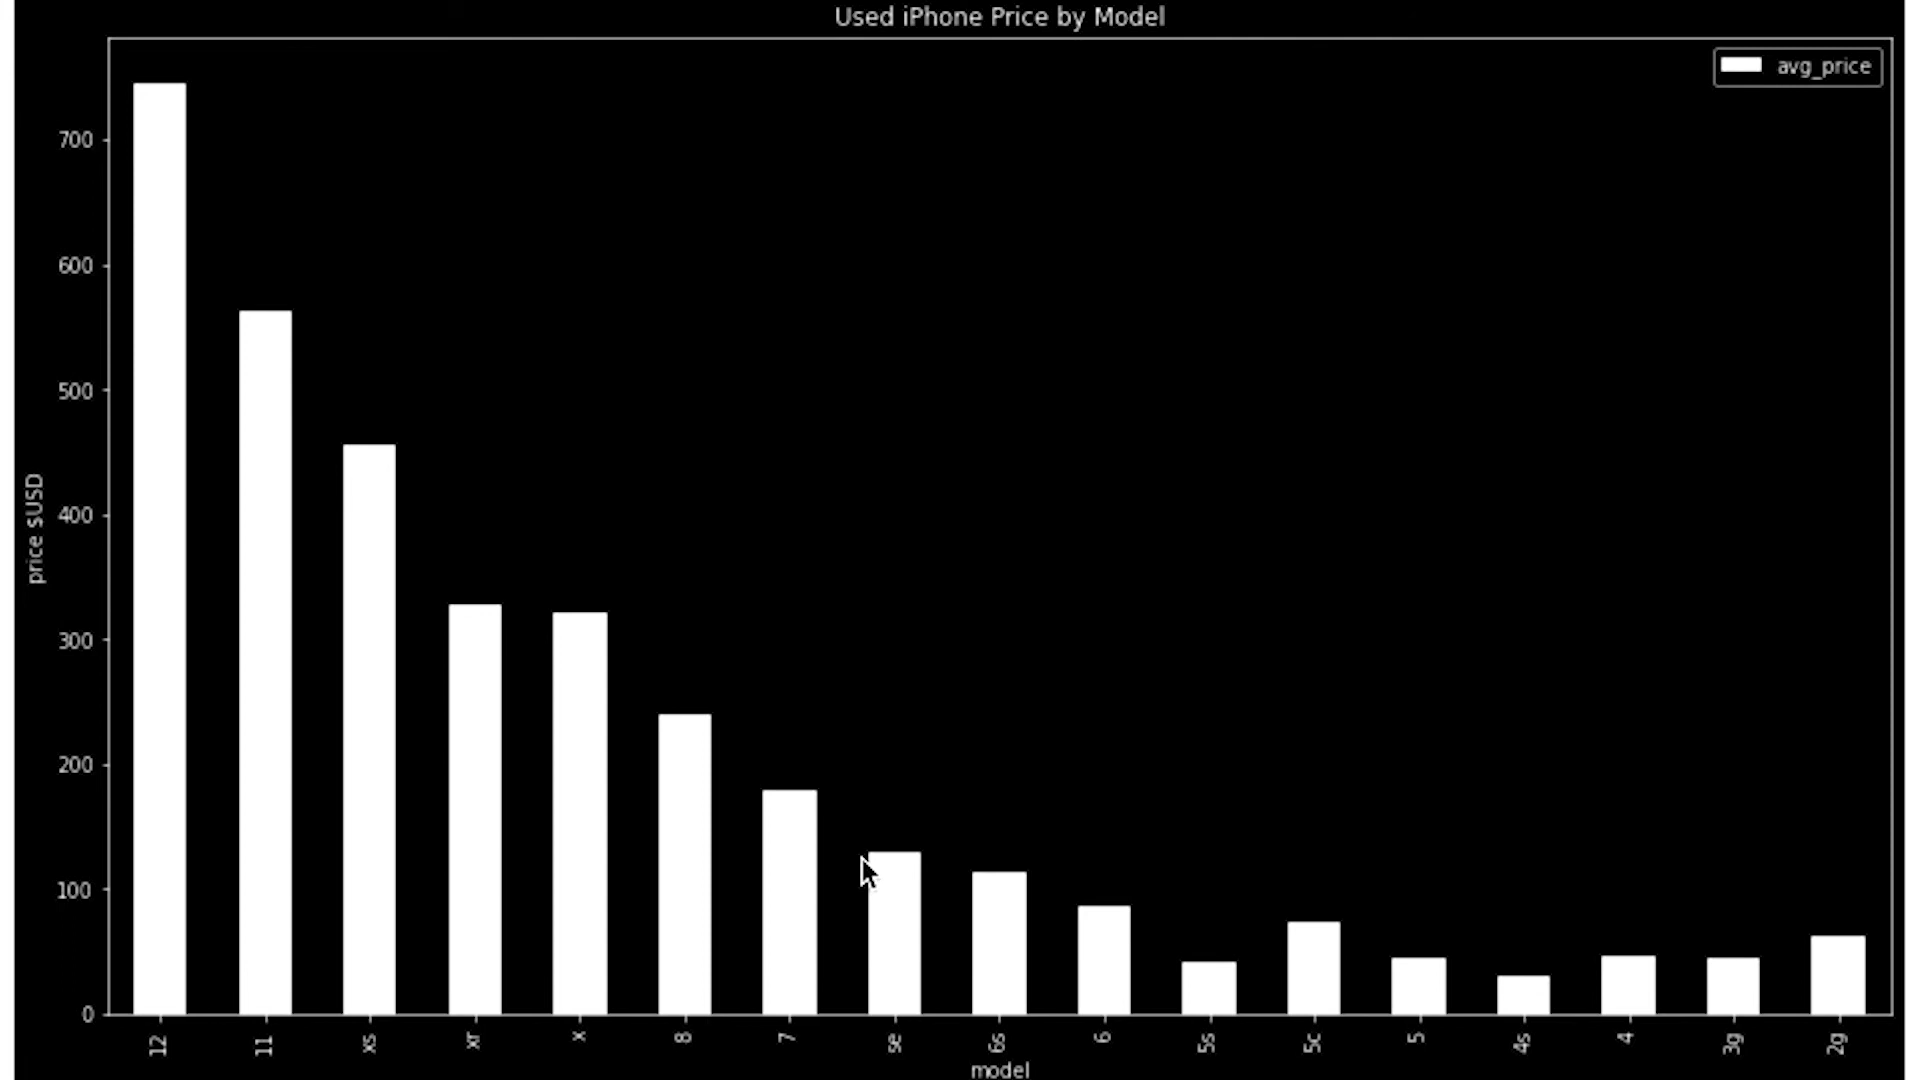 Used iPhone Price by Model
avg_price
700
600
500
400
300
200
100
0
price $USD
12 11 xs xr x 8 7 se 6s 6 5s 5c 5 4s 4 3g 2g
model